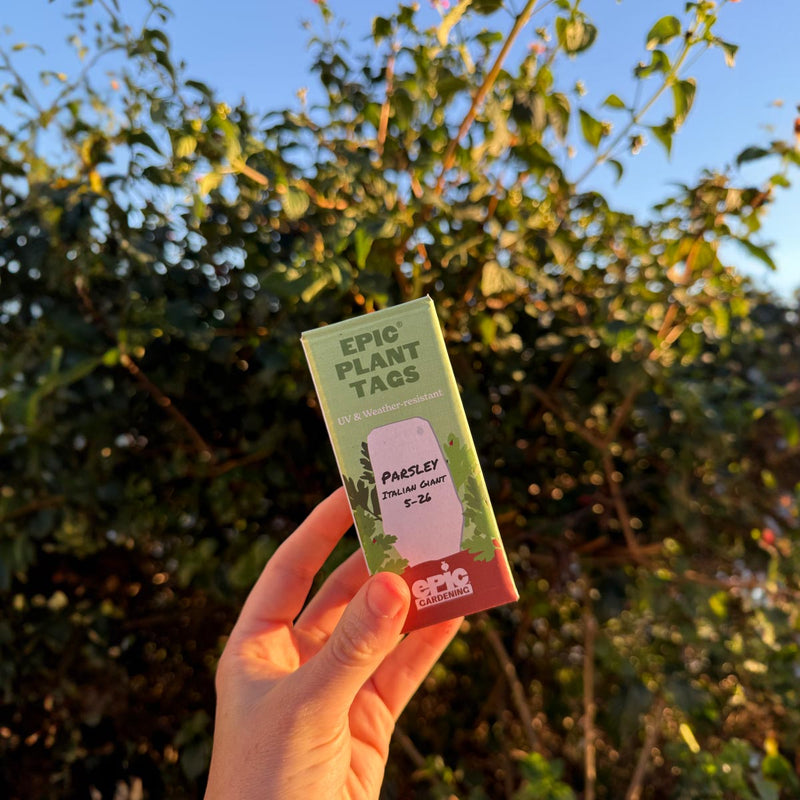 EPIC®
PLANT
TAGS
UV & Weather-resistant
PARSLEY
ITALIAN GIANT
5-26
epic
GARDENING